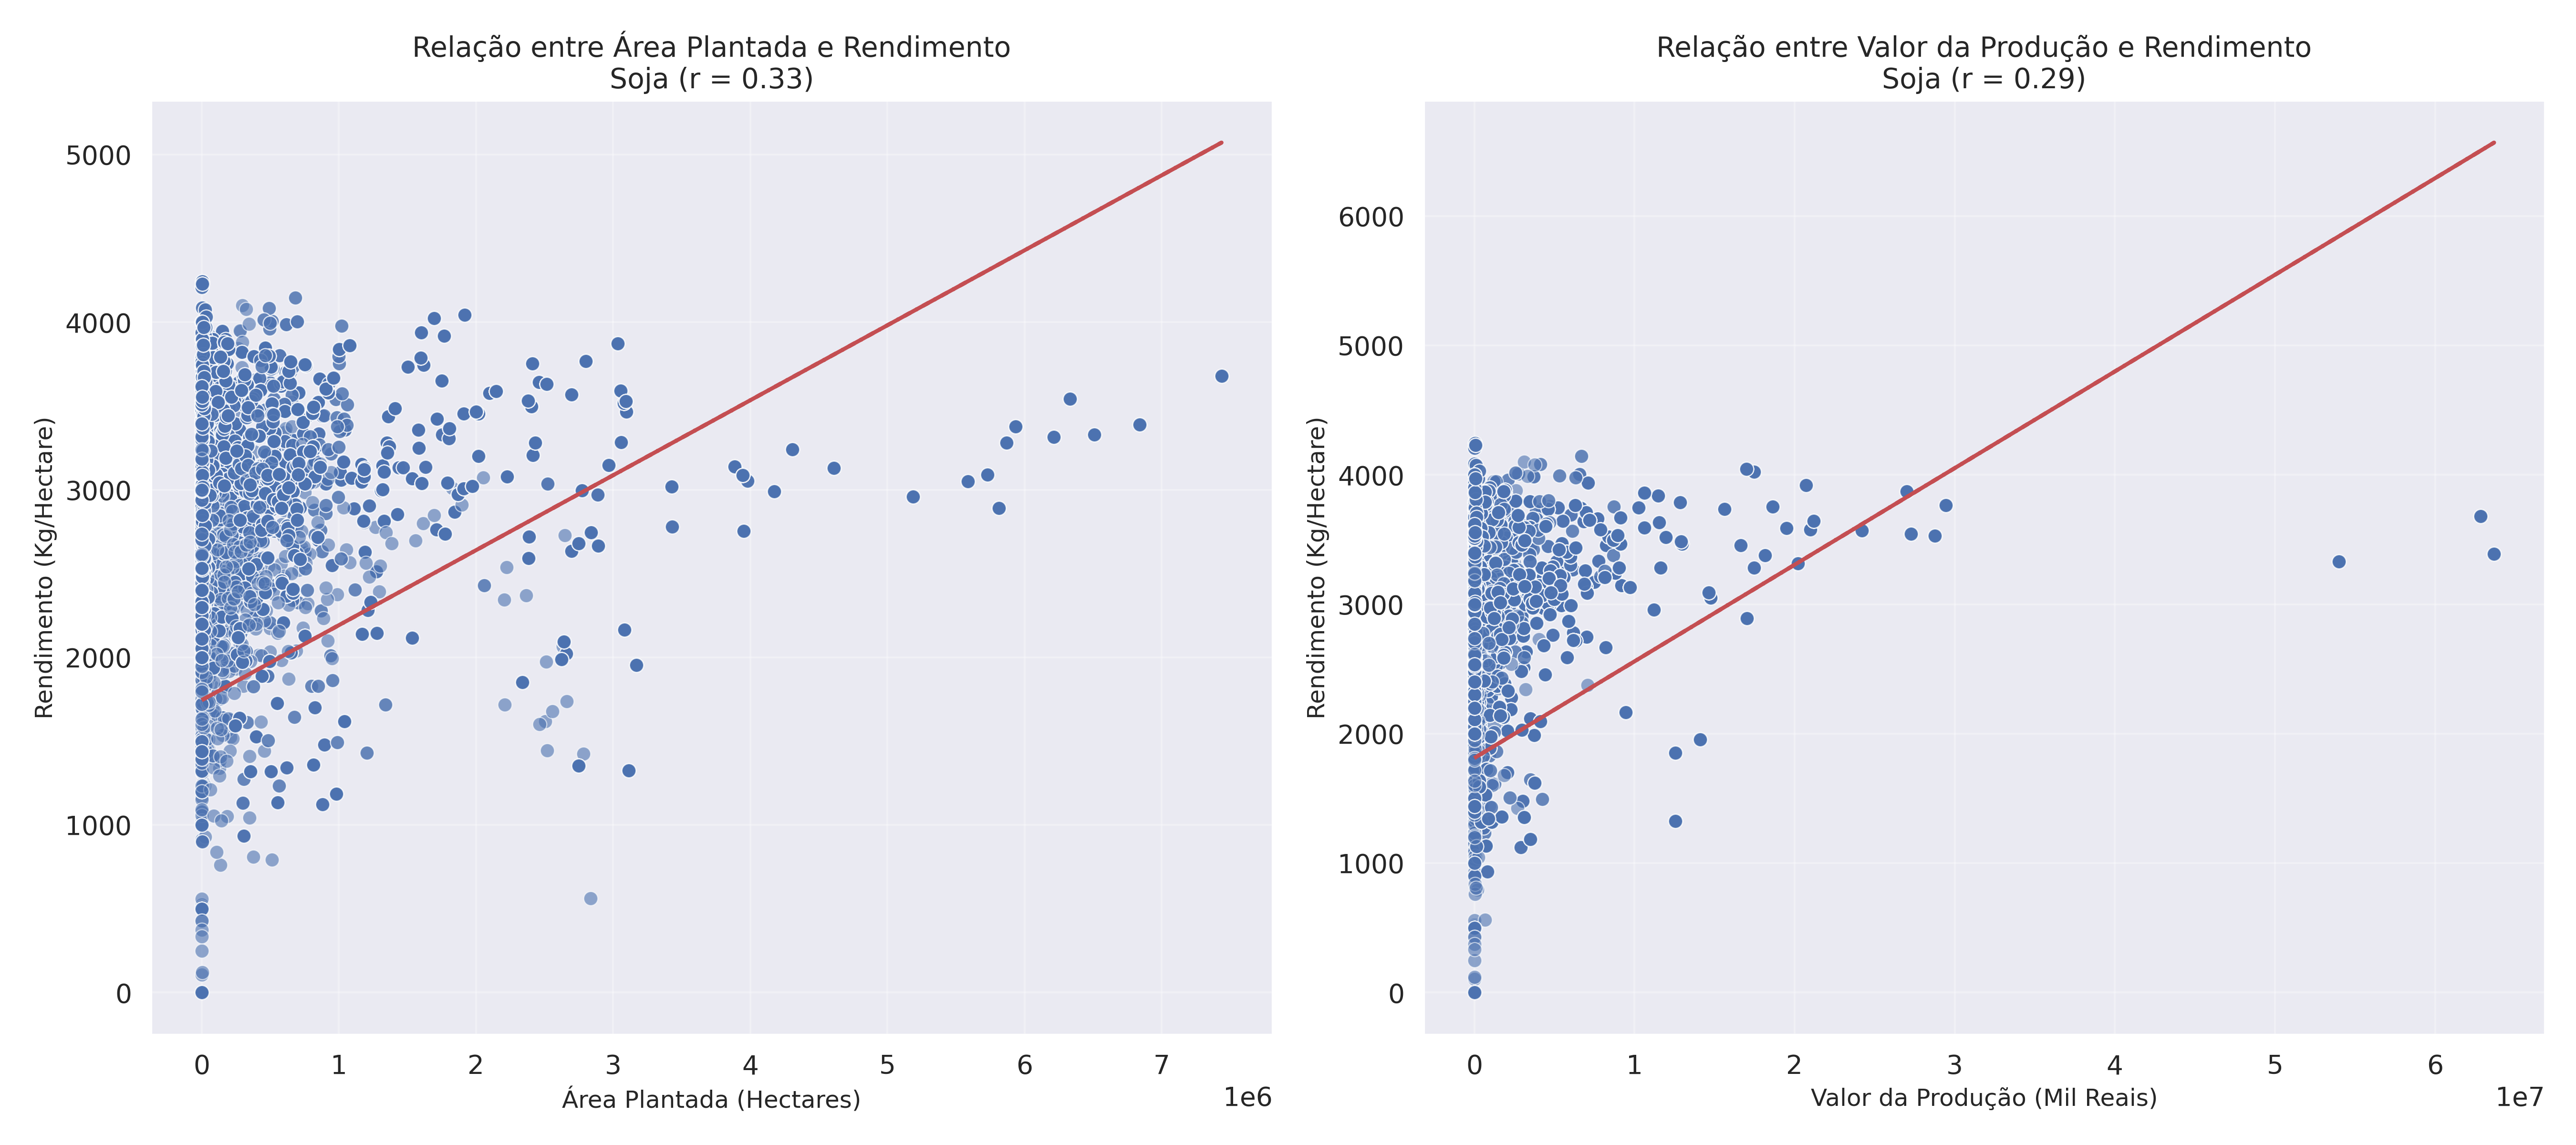 Relação entre Área Plantada e Rendimento
Soja (r = 0.33)
Rendimento (Kg/Hectare)
5000
4000
3000
2000
1000
0
0 1 2 3 4 5 6 7
1e6
Área Plantada (Hectares)
Relação entre Valor da Produção e Rendimento
Soja (r = 0.29)
Rendimento (Kg/Hectare)
6000
5000
4000
3000
2000
1000
0
0 1 2 3 4 5 6
1e7
Valor da Produção (Mil Reais)